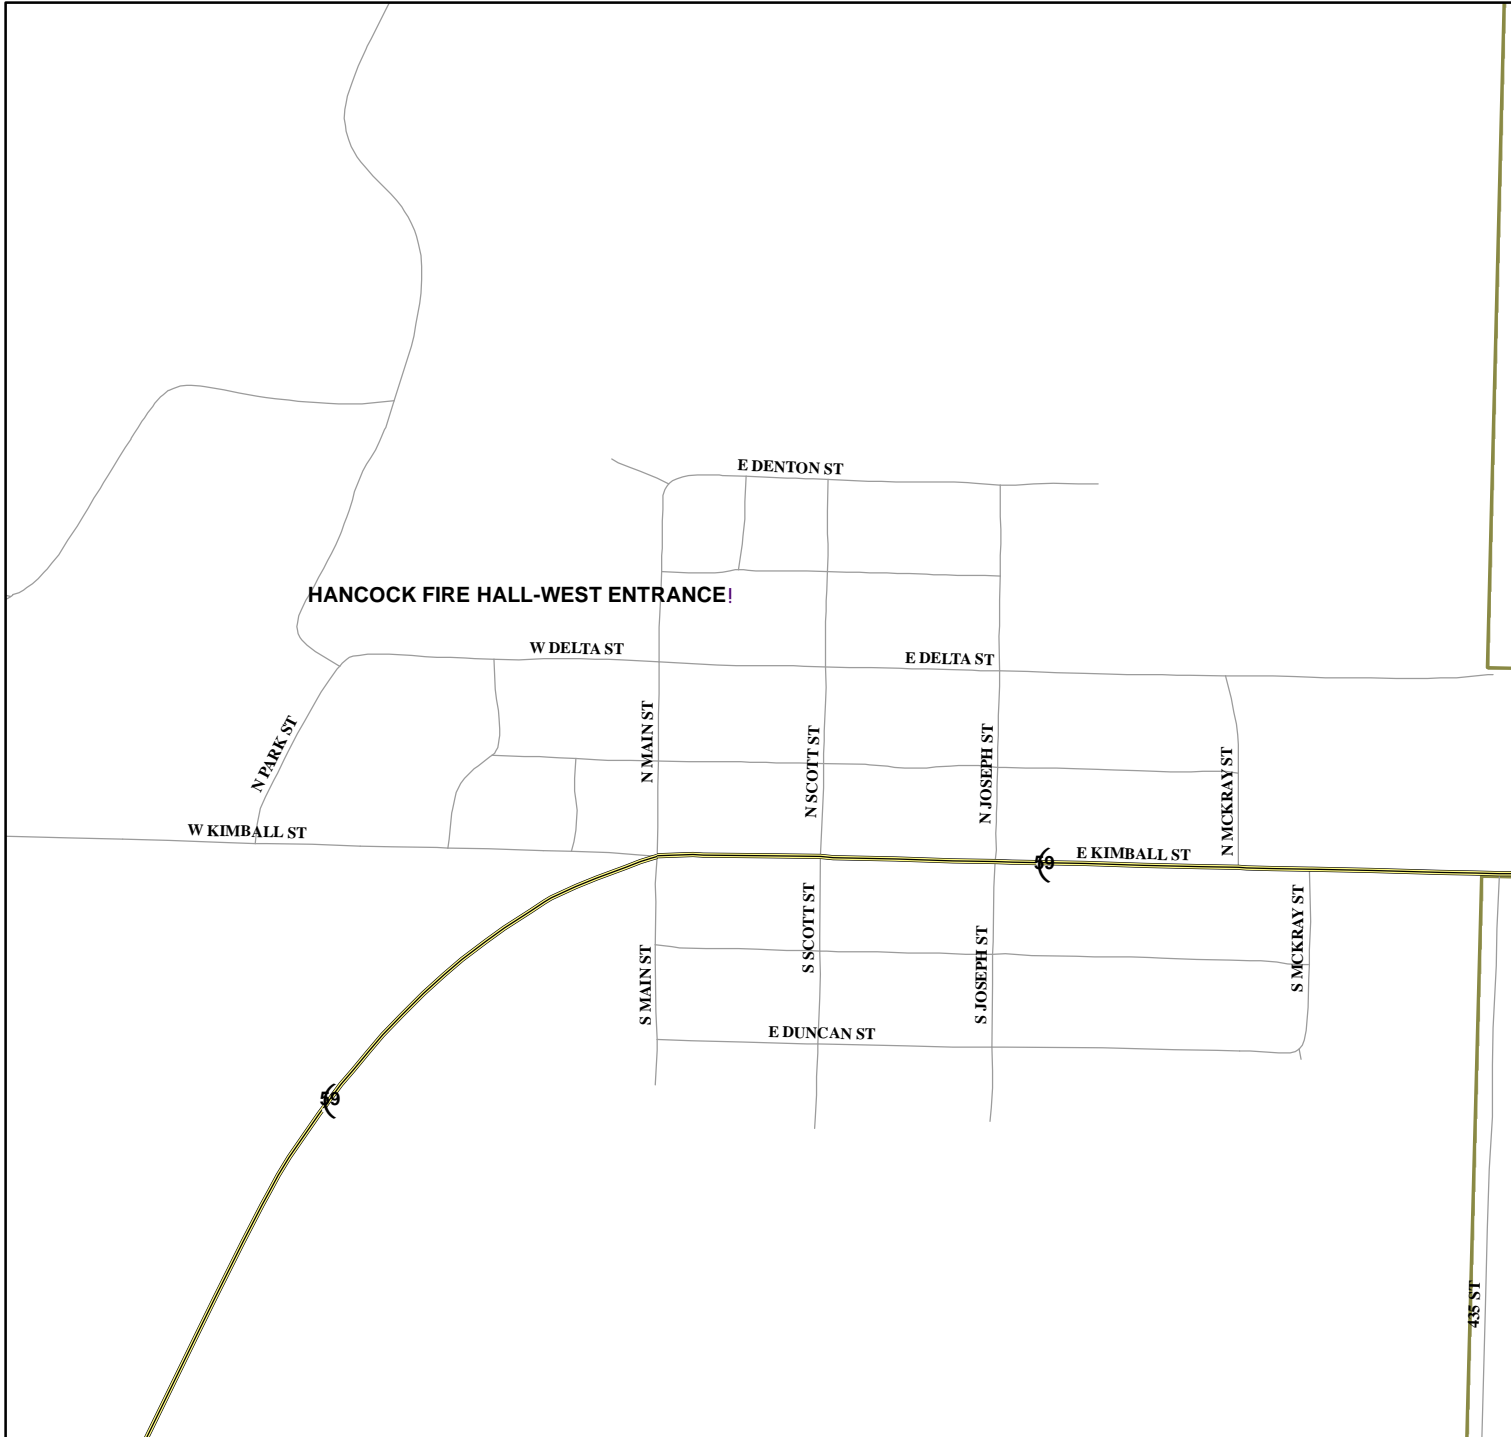 E DENTON ST
HANCOCK FIRE HALL-WEST ENTRANCE!
W DELTA ST
E DELTA ST
N PARK ST
N MAIN ST
N SCOTT ST
N JOSEPH ST
N MCKRAY ST
W KIMBALL ST
E KIMBALL ST
59
S MAIN ST
S SCOTT ST
S JOSEPH ST
S MCKRAY ST
E DUNCAN ST
59
435 ST